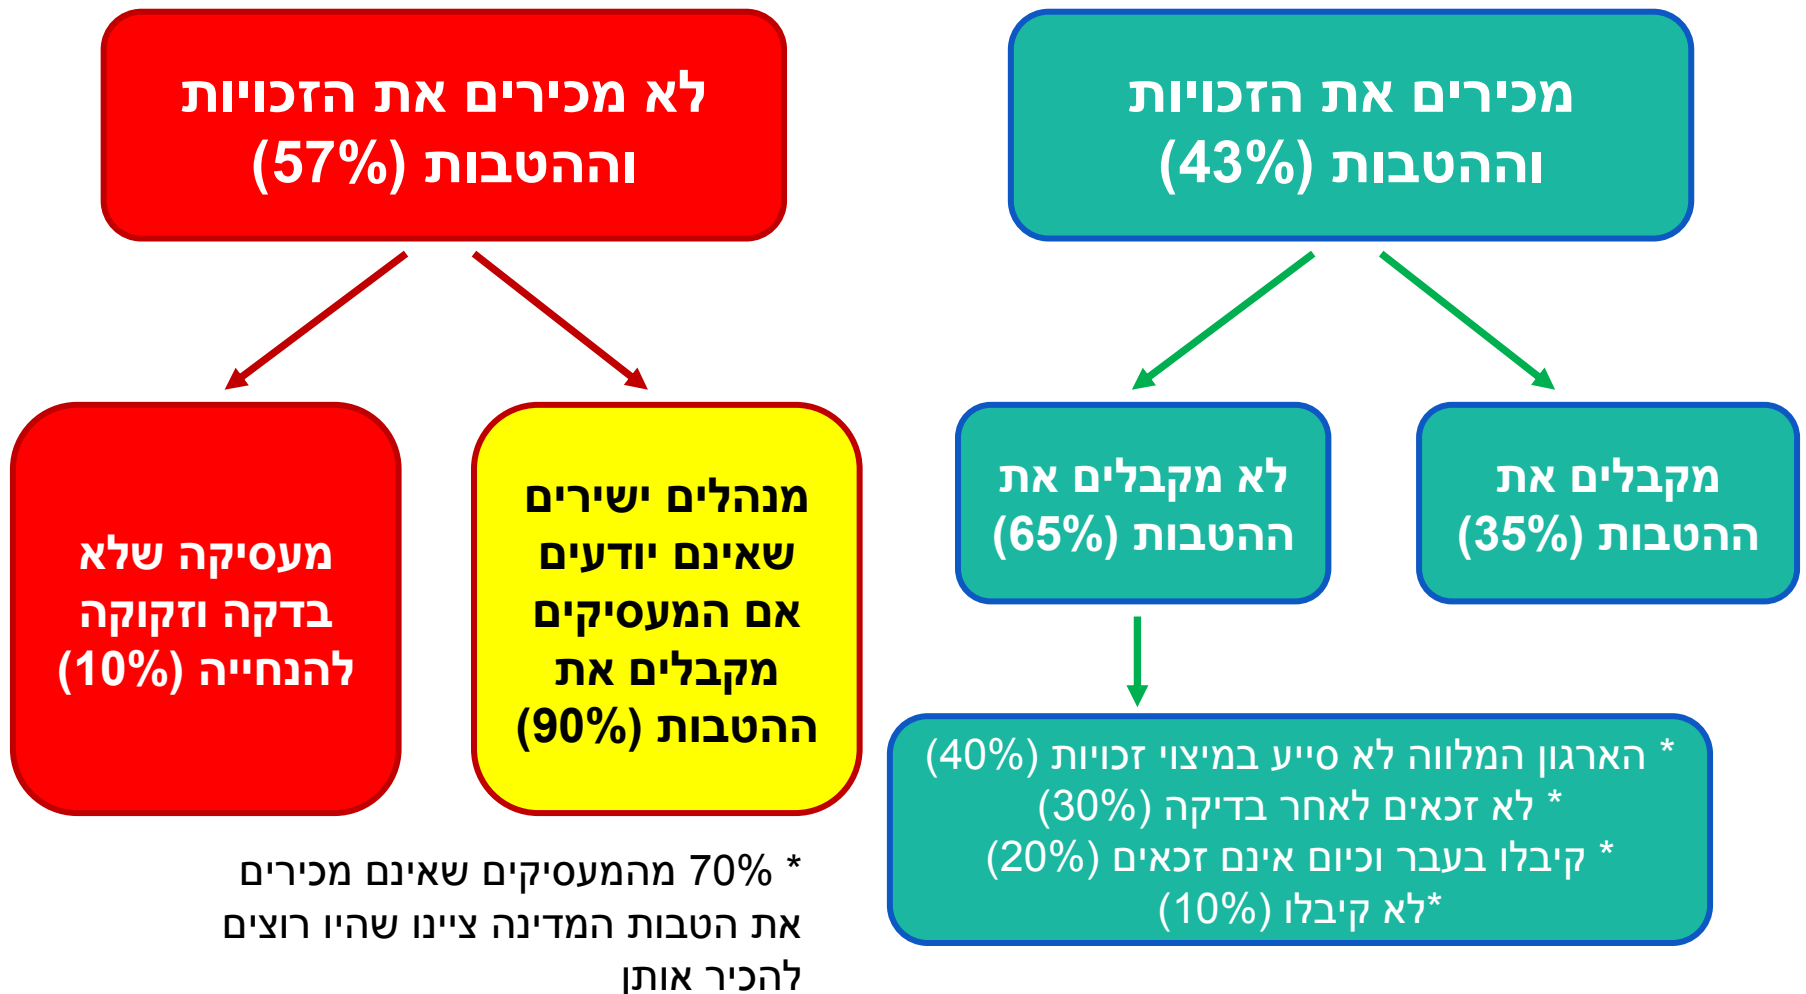 מכירים את הזכויות
וההטבות (43%)
לא מכירים את הזכויות
וההטבות (57%)
מקבלים את
ההטבות (35%)
לא מקבלים את
ההטבות (65%)
* הארגון המלווה לא סייע במיצוי זכויות (40%)
* לא זכאים לאחר בדיקה (30%)
* קיבלו בעבר וכיום אינם זכאים (20%)
*לא קיבלו (10%)
מנהלים ישירים
שאינם יודעים
אם המעסיקים
מקבלים את
ההטבות (90%)
מעסיקה שלא
בדקה וזקוקה
להנחייה (10%)
* 70% מהמעסיקים שאינם מכירים
את הטבות המדינה ציינו שהיו רוצים
להכיר אותן